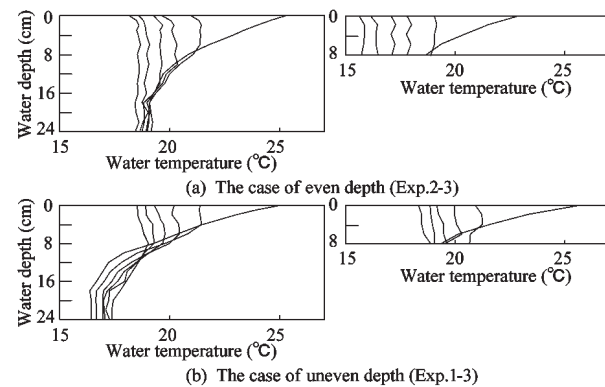 0
8
16
24
Water depth (cm)
15 20 25
Water temperature (℃)
0
8
15 20 25
Water temperature (℃)
(a) The case of even depth (Exp.2-3)
0
8
16
24
Water depth (cm)
15 20 25
Water temperature (℃)
0
8
15 20 25
Water temperature (℃)
(b) The case of uneven depth (Exp.1-3)